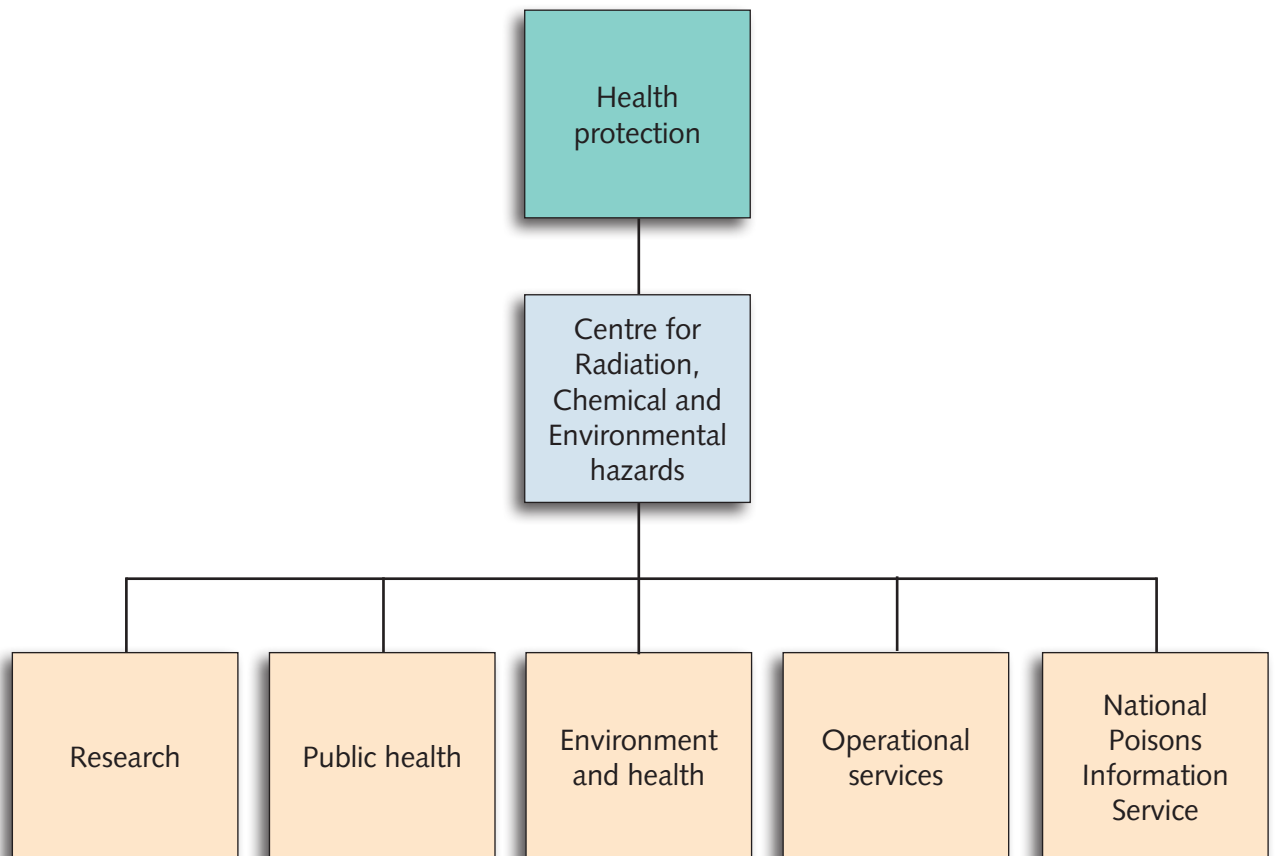 Health
protection
Centre for
Radiation,
Chemical and
Environmental
hazards
Research
Public health
Environment
and health
Operational
services
National
Poisons
Information
Service